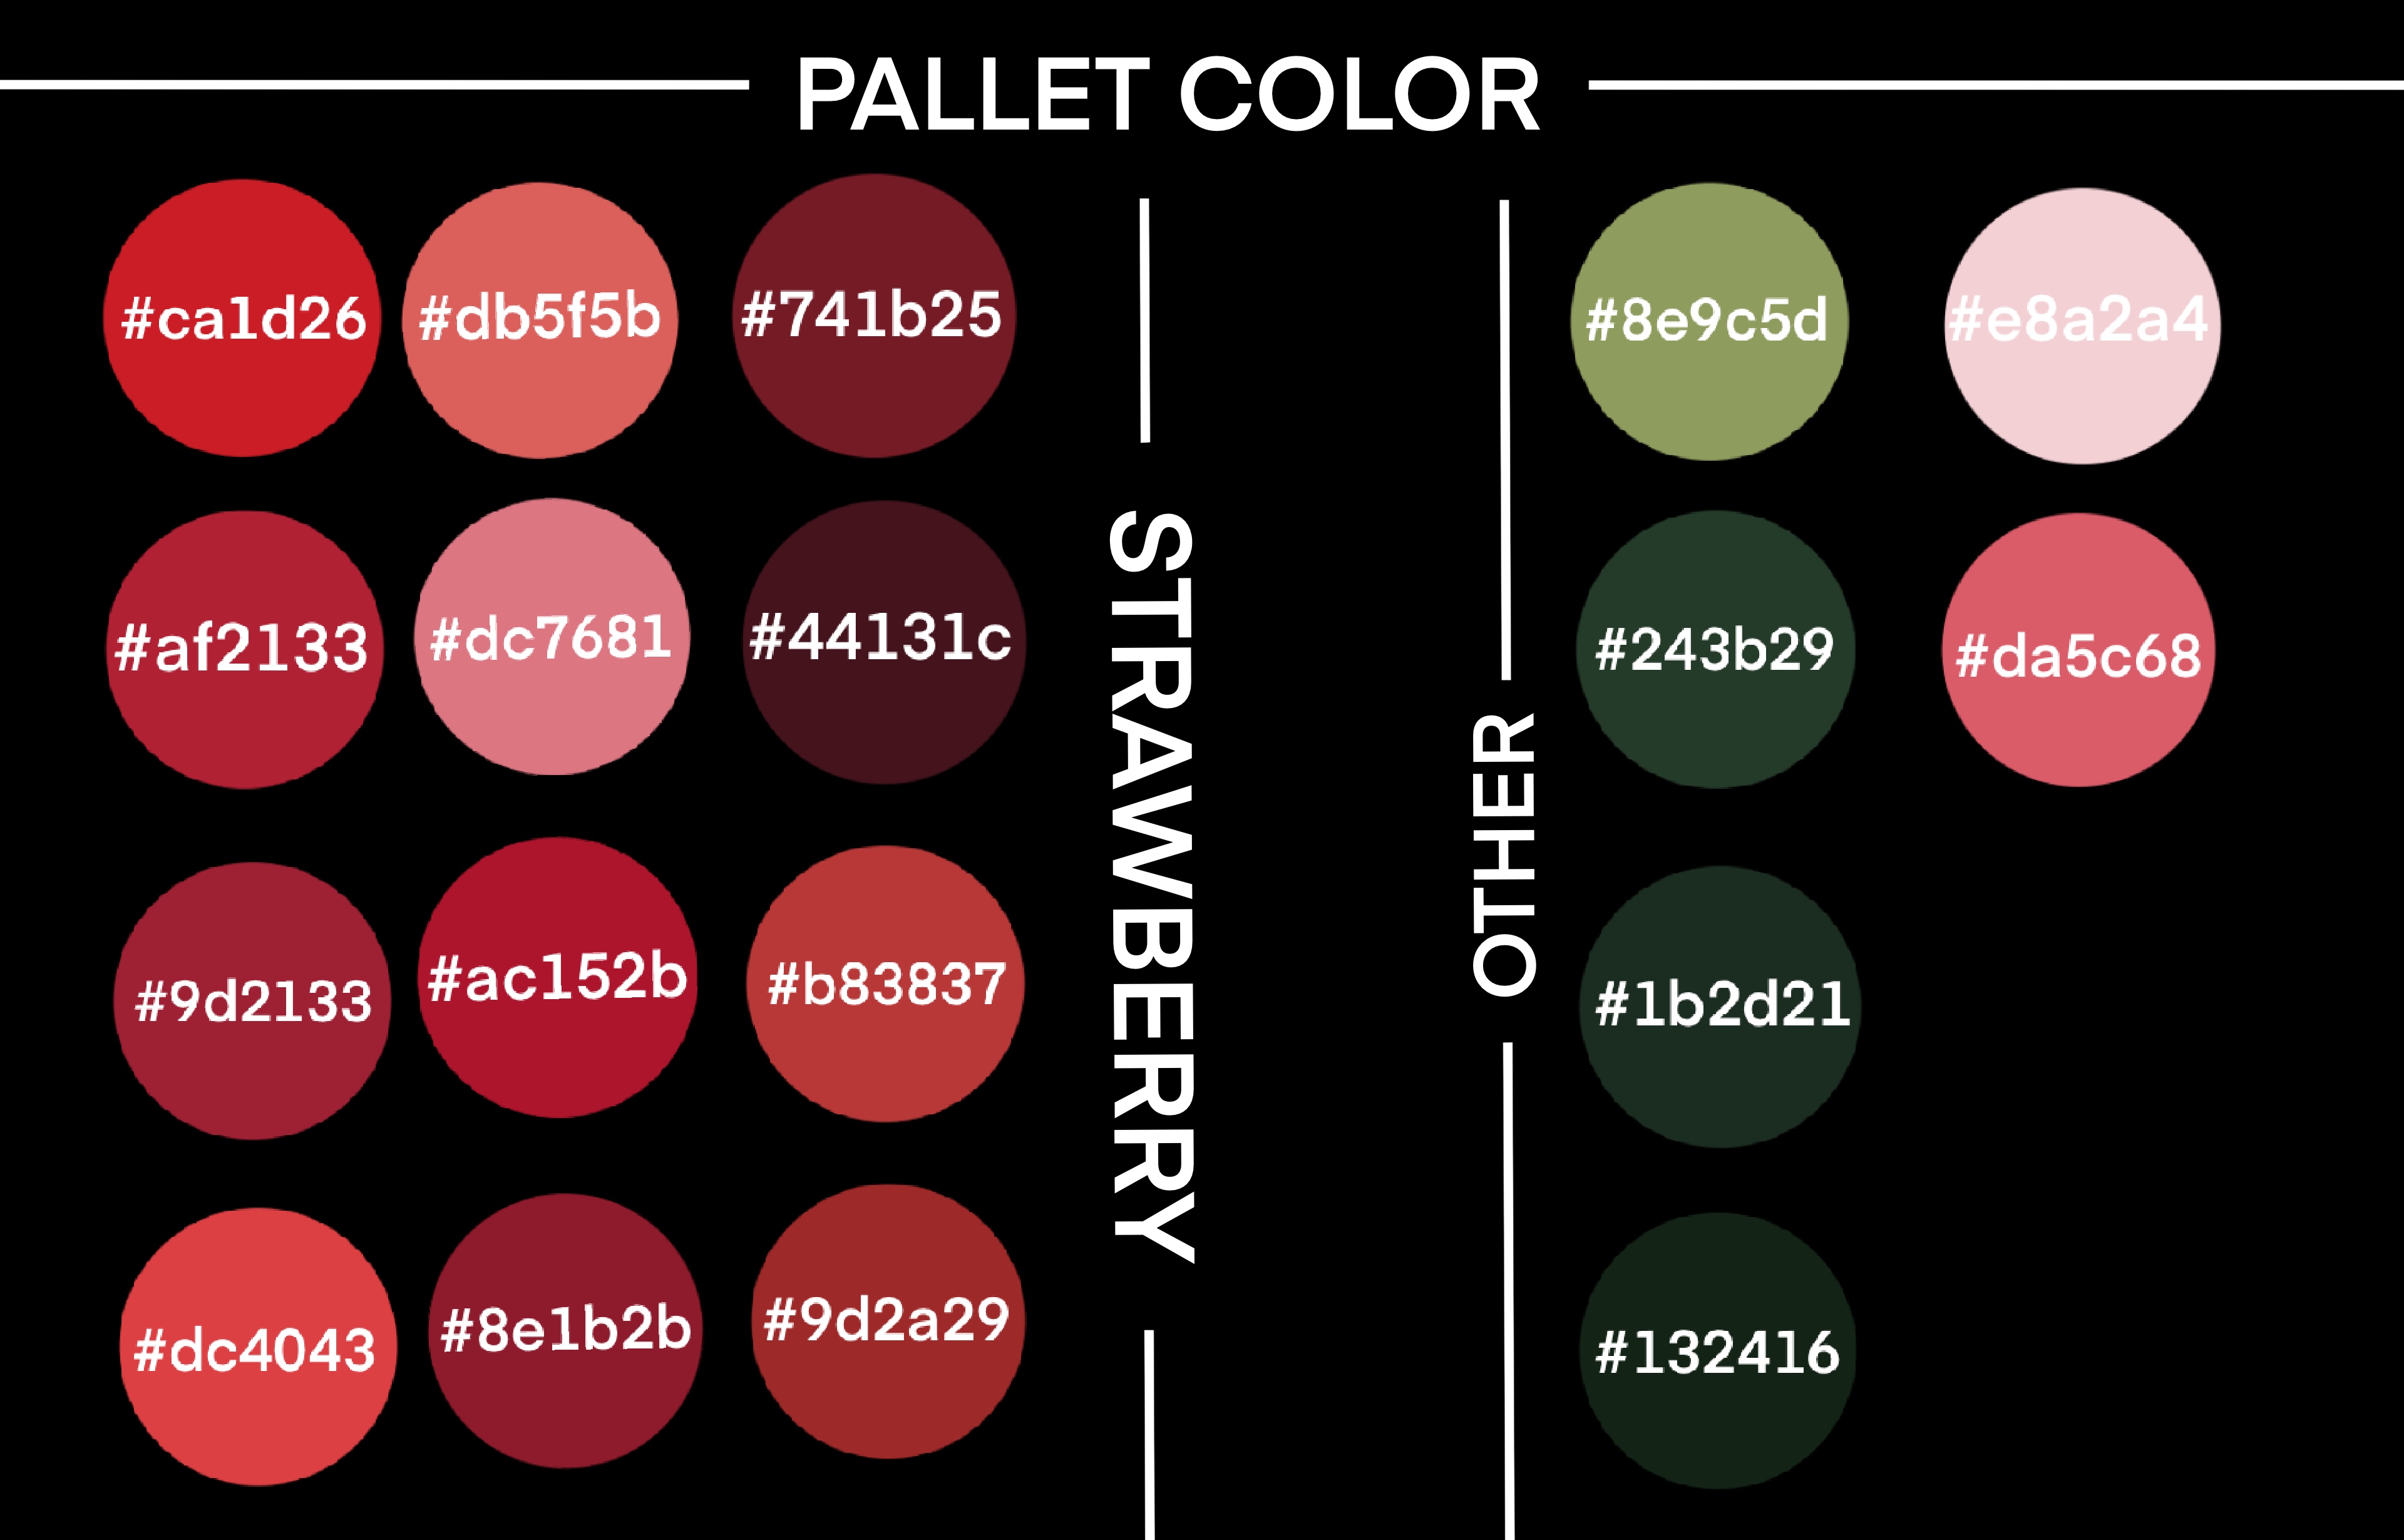 PALLET COLOR
#ca1d26
#db5f5b
#741b25
#af2133
#dc7681
#44131c
#9d2133
#ac152b
#b83837
#dc4043
#8e1b2b
#9d2a29
STRAWBERRY
OTHER
#8e9c5d
#e8a2a4
#243b29
#da5c68
#1b2d21
#132416